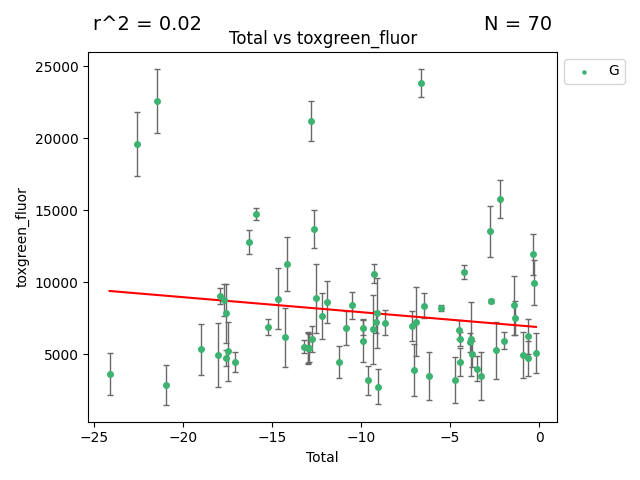 r^2 = 0.02
N = 70
Total vs toxgreen_fluor
G
toxgreen_fluor
25000
20000
15000
10000
5000
−25
−20
−15
−10
−5
0
Total